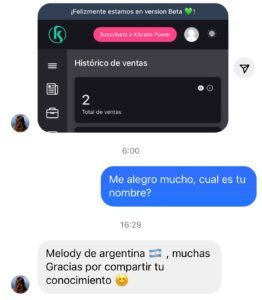 ¡Felizmente estamos en version Beta 💚!
Suscríbete a Klicana Power
Histórico de ventas
2
Total de ventas
6:00
Me alegro mucho, cual es tu
nombre?
16:29
Melody de argentina 🇦🇷 , muchas
Gracias por compartir tu
conocimiento 😊